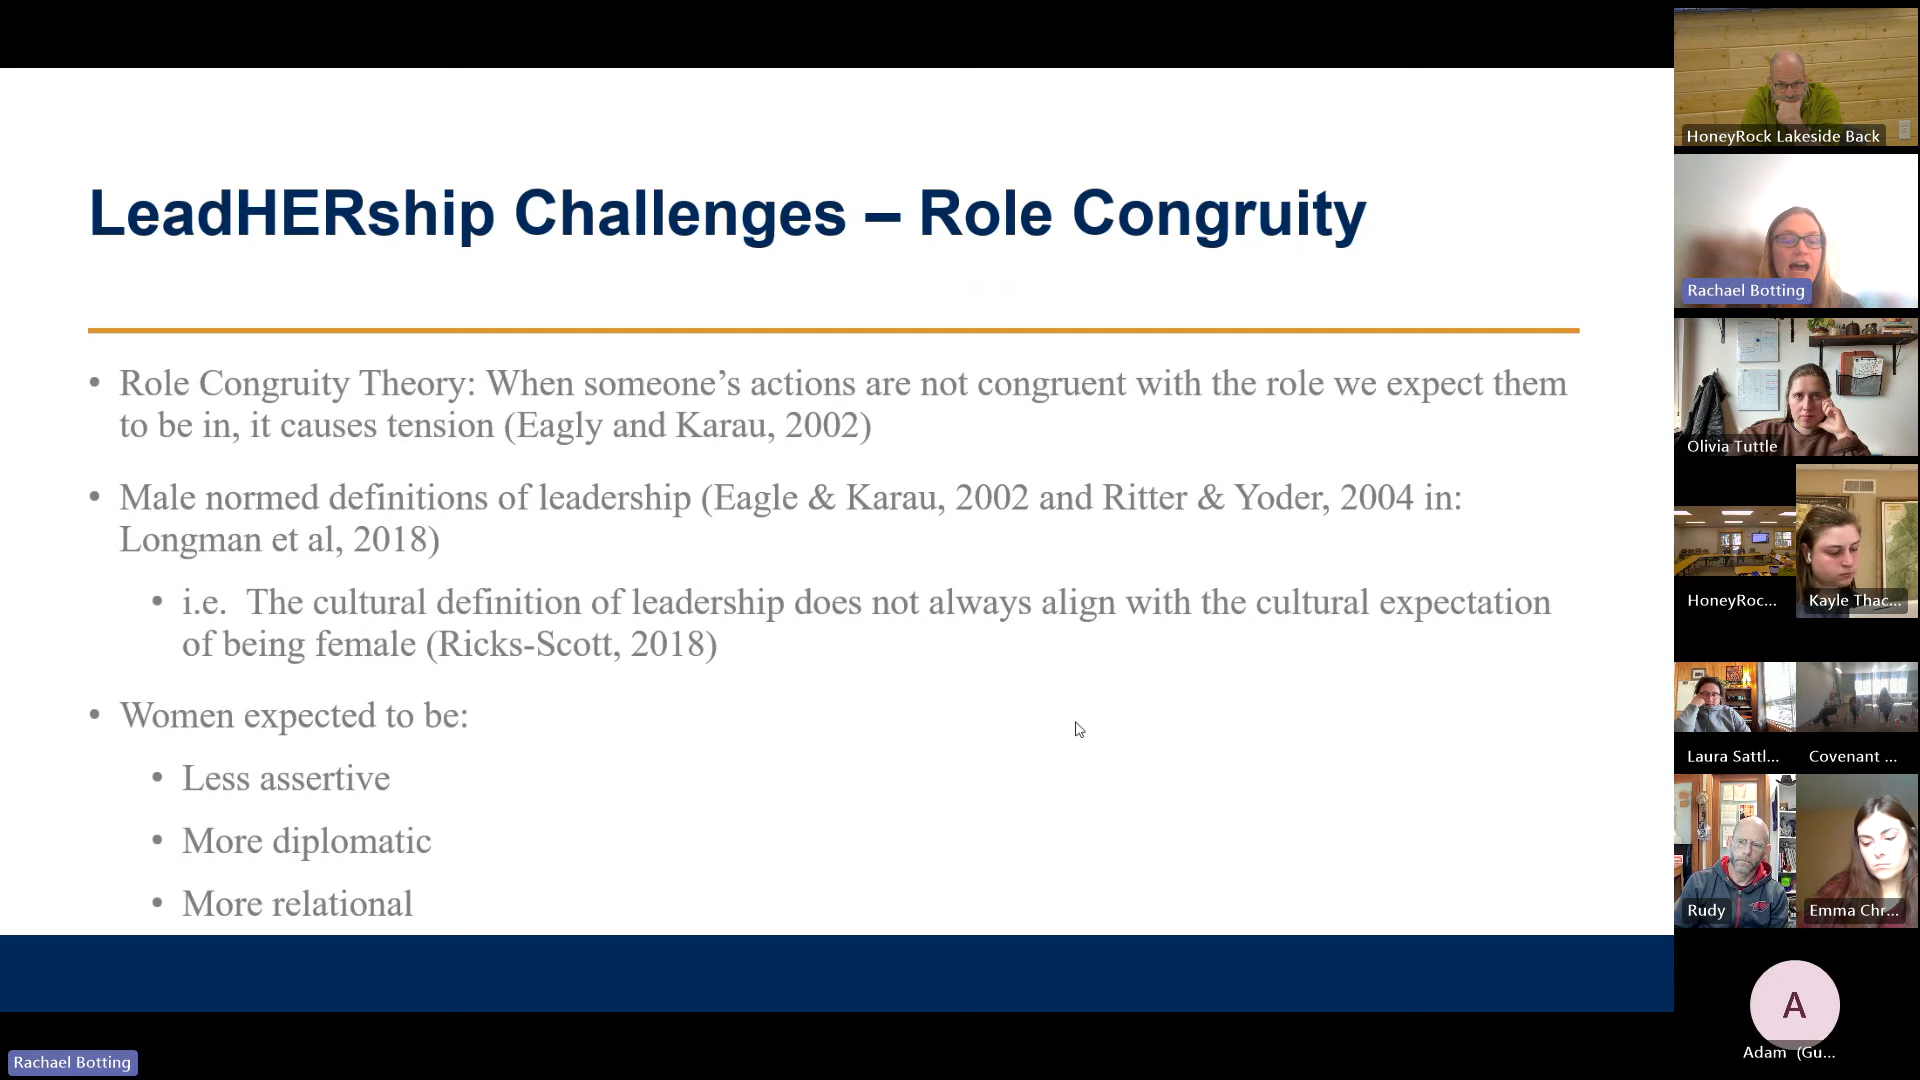 LeadHERship Challenges – Role Congruity
• Role Congruity Theory: When someone’s actions are not congruent with the role we expect them
to be in, it causes tension (Eagly and Karau, 2002)
• Male normed definitions of leadership (Eagle & Karau, 2002 and Ritter & Yoder, 2004 in:
Longman et al, 2018)
• i.e.  The cultural definition of leadership does not always align with the cultural expectation
of being female (Ricks-Scott, 2018)
• Women expected to be:
• Less assertive
• More diplomatic
• More relational
Rachael Botting
HoneyRock Lakeside Back
Rachael Botting
Olivia Tuttle
HoneyRoc...
Kayle Thac...
Laura Sattl...
Covenant ...
Rudy
Emma Chr...
A
Adam  (Gu...